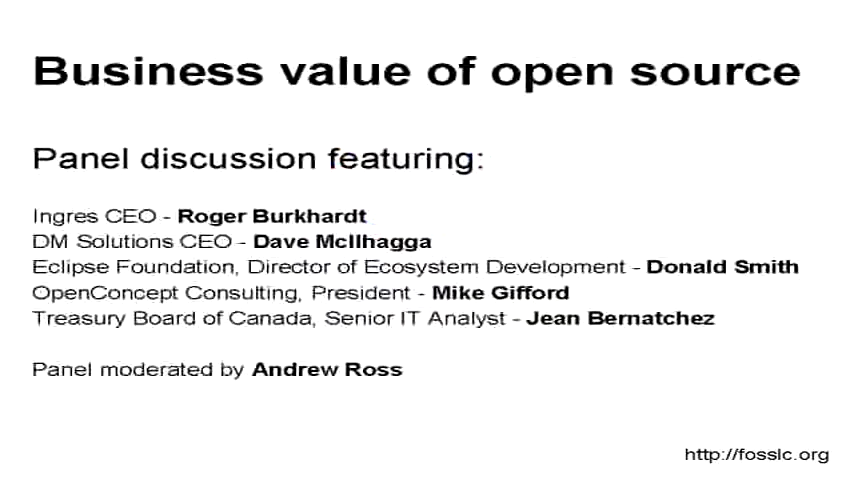 Business value of open source
Panel discussion featuring:
Ingres CEO - Roger Burkhardt
DM Solutions CEO - Dave McIlhagga
Eclipse Foundation, Director of Ecosystem Development - Donald Smith
OpenConcept Consulting, President - Mike Gifford
Treasury Board of Canada, Senior IT Analyst - Jean Bernatchez
Panel moderated by Andrew Ross
http://fosslc.org